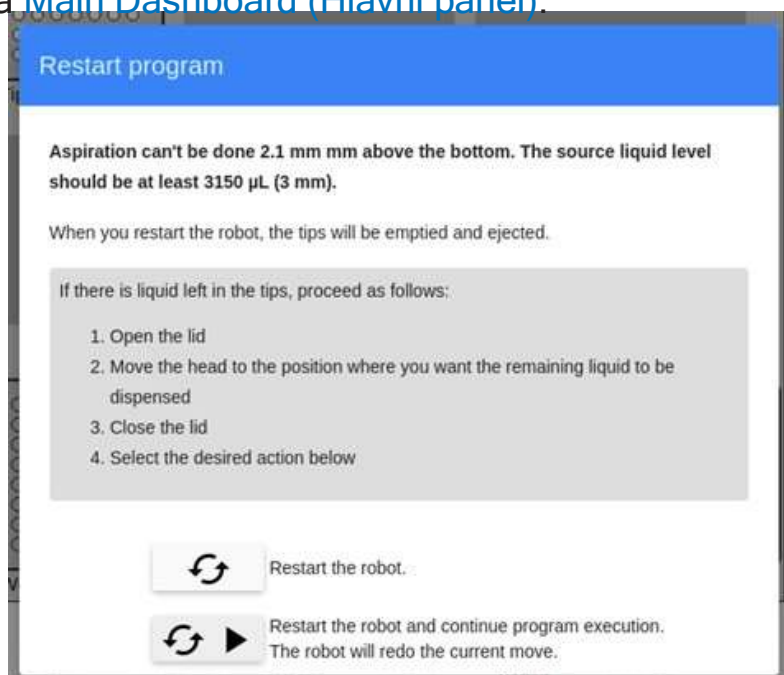 a Main Dashboard (Hlavní panel).
Restart program
Aspiration can't be done 2.1 mm mm above the bottom. The source liquid level
should be at least 3150 µL (3 mm).
When you restart the robot, the tips will be emptied and ejected.
If there is liquid left in the tips, proceed as follows:
1. Open the lid
2. Move the head to the position where you want the remaining liquid to be
dispensed
3. Close the lid
4. Select the desired action below
Restart the robot.
Restart the robot and continue program execution.
The robot will redo the current move.